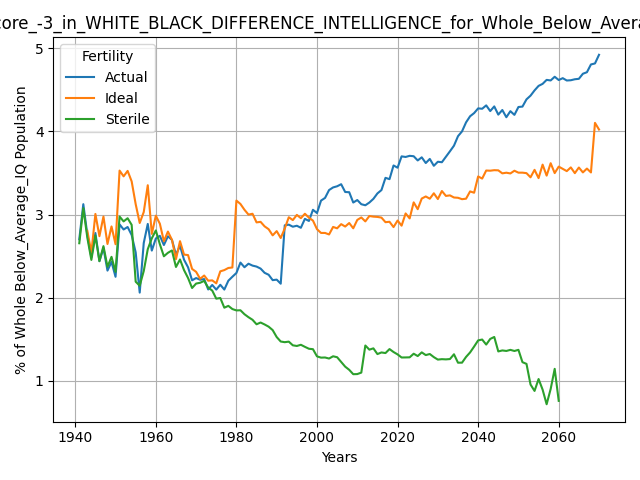 core_-3_in_WHITE_BLACK_DIFFERENCE_INTELLIGENCE_for_Whole_Below_Avera
Fertility
Actual
Ideal
Sterile
% of Whole Below_Average_IQ Population
5
4
3
2
1
1940 1960 1980 2000 2020 2040 2060
Years